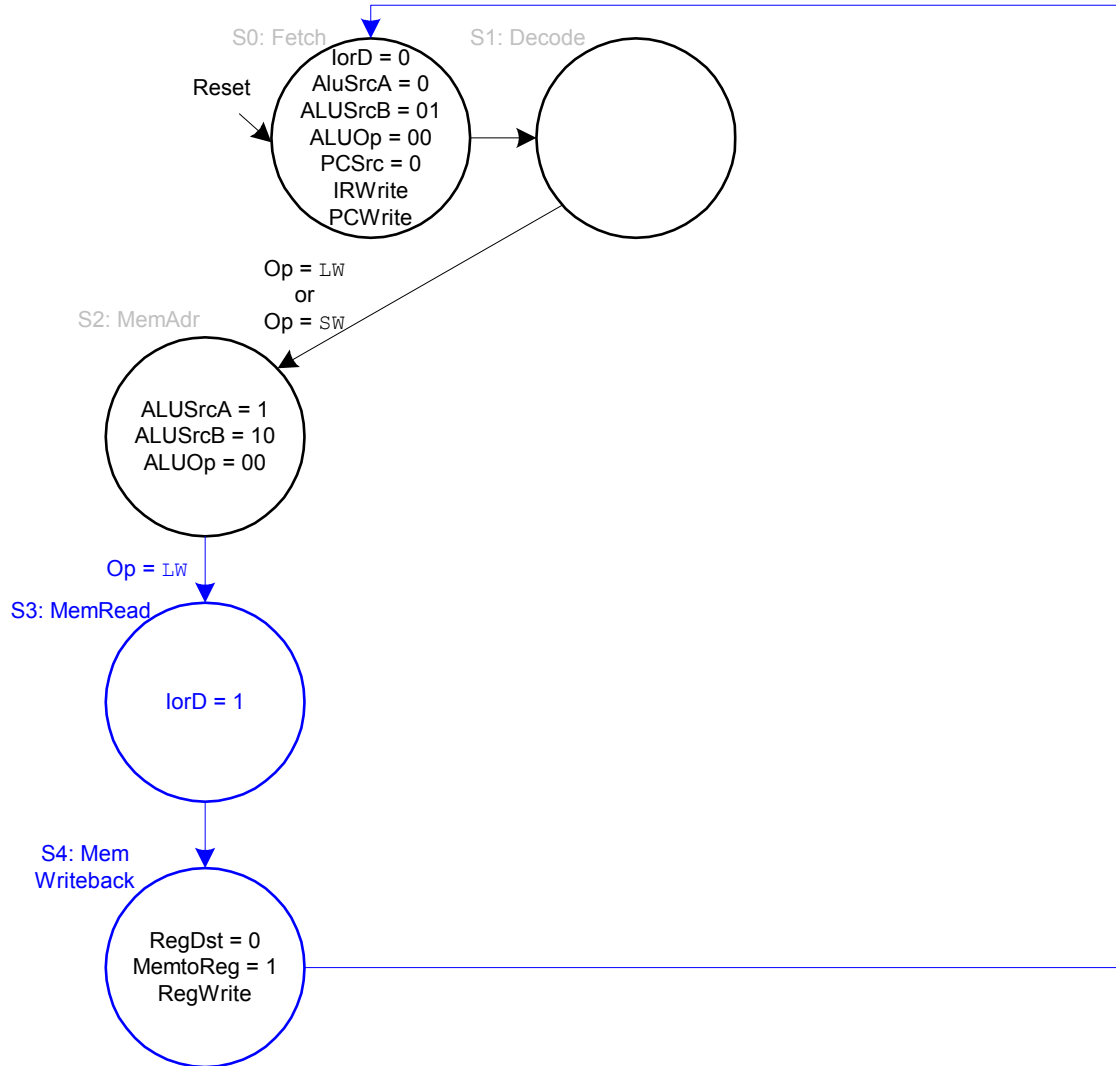 S0: Fetch
S1: Decode
Reset
IorD = 0
AluSrcA = 0
ALUSrcB = 01
ALUOp = 00
PCSrc = 0
IRWrite
PCWrite
Op = LW
or
Op = SW
S2: MemAdr
ALUSrcA = 1
ALUSrcB = 10
ALUOp = 00
Op = LW
S3: MemRead
IorD = 1
S4: Mem
Writeback
RegDst = 0
MemtoReg = 1
RegWrite